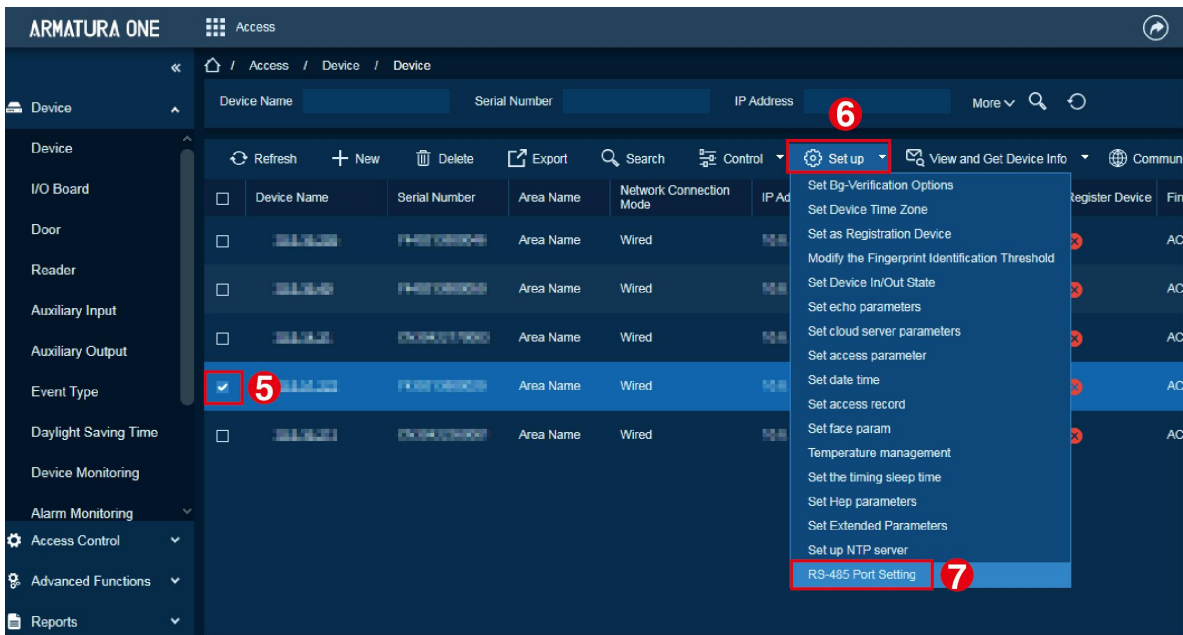 ARMATURA ONE
Access
/ Access / Device / Device
Device Name
Serial Number
IP Address
More
6
Device
Device
I/O Board
Door
Reader
Auxiliary Input
Auxiliary Output
Event Type
Daylight Saving Time
Device Monitoring
Alarm Monitoring
Access Control
Advanced Functions
Reports
Refresh New Delete Export Search Control Set up View and Get Device Info Commun
Device Name Serial Number Area Name Network Connection Mode IP Ad Register Device Fir
Area Name Wired AC
Area Name Wired AC
Area Name Wired AC
5 Area Name Wired AC
Area Name Wired AC
Set Bg-Verification Options
Set Device Time Zone
Set as Registration Device
Modify the Fingerprint Identification Threshold
Set Device In/Out State
Set echo parameters
Set cloud server parameters
Set access parameter
Set date time
Set access record
Set face param
Temperature management
Set the timing sleep time
Set Hep parameters
Set Extended Parameters
Set up NTP server
RS-485 Port Setting 7